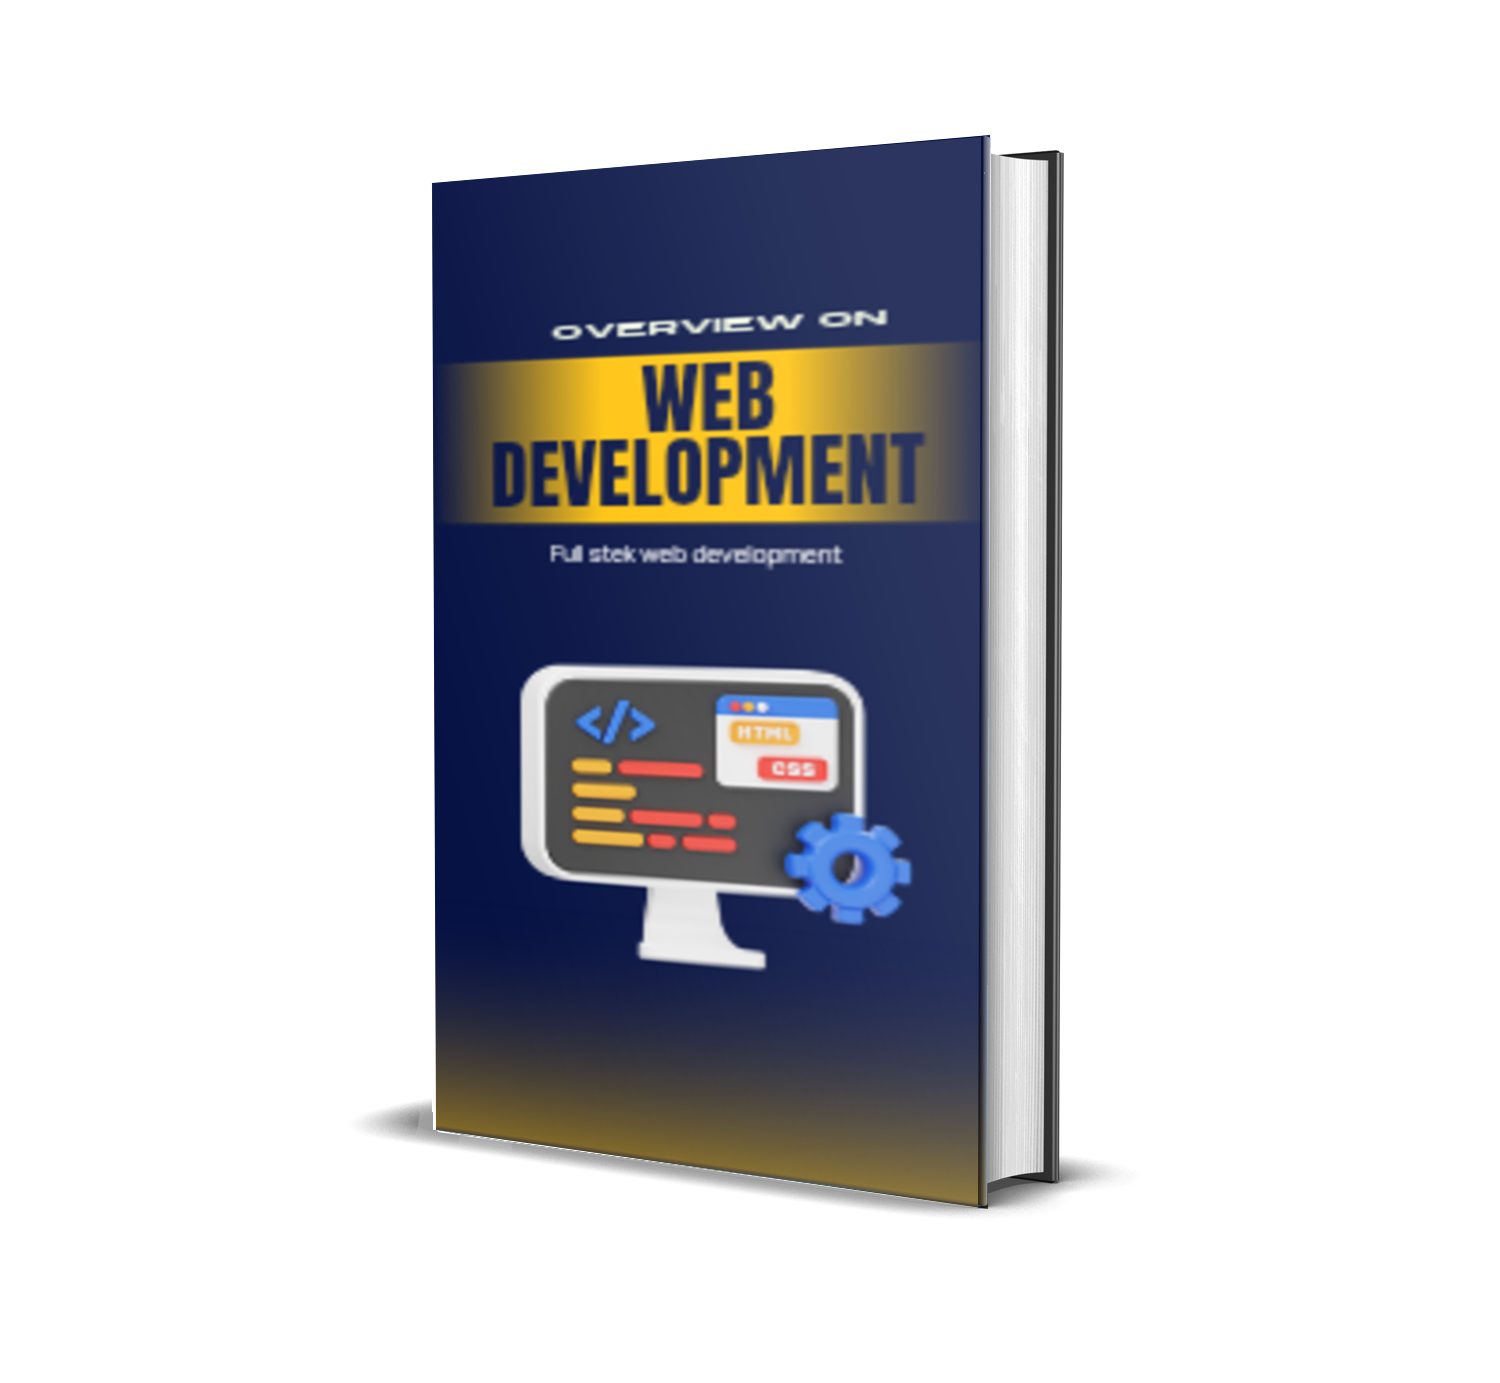 OVERVIEW ON
WEB
DEVELOPMENT
Full stek web development
</>
HTML
CSS